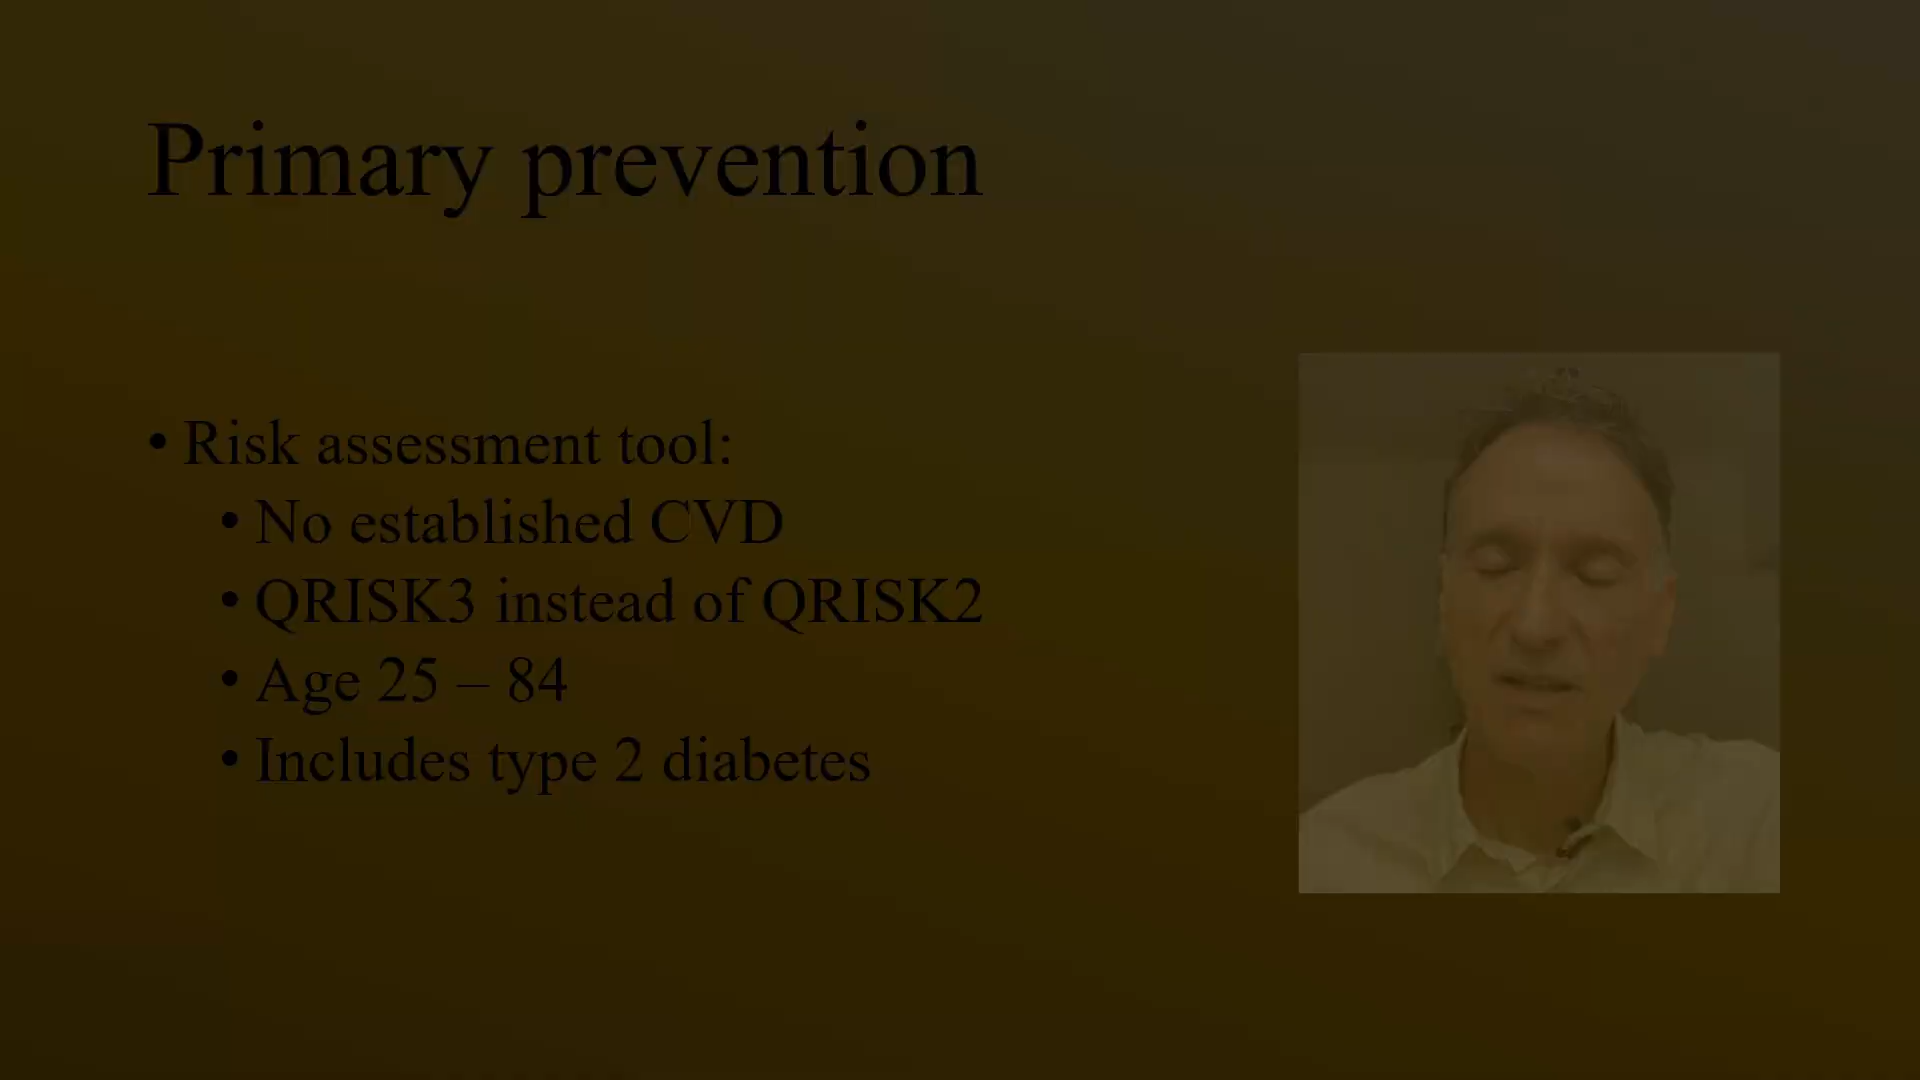 Primary prevention
• Risk assessment tool:
• No established CVD
• QRISK3 instead of QRISK2
• Age 25 – 84
• Includes type 2 diabetes